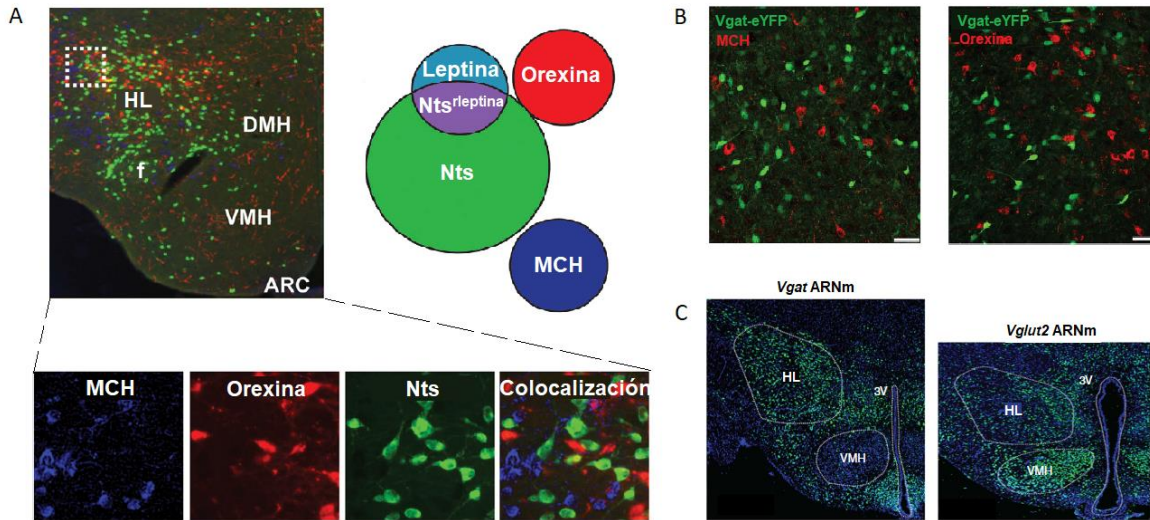 A
HL
DMH
f
VMH
ARC
Leptina
Orexina
Nts^rleptina
Nts
MCH
MCH
Orexina
Nts
Colocalización
B
Vgat-eYFP
MCH
Vgat-eYFP
Orexina
C
Vgat ARNm
HL
3V
VMH
Vglut2 ARNm
3V
HL
VMH